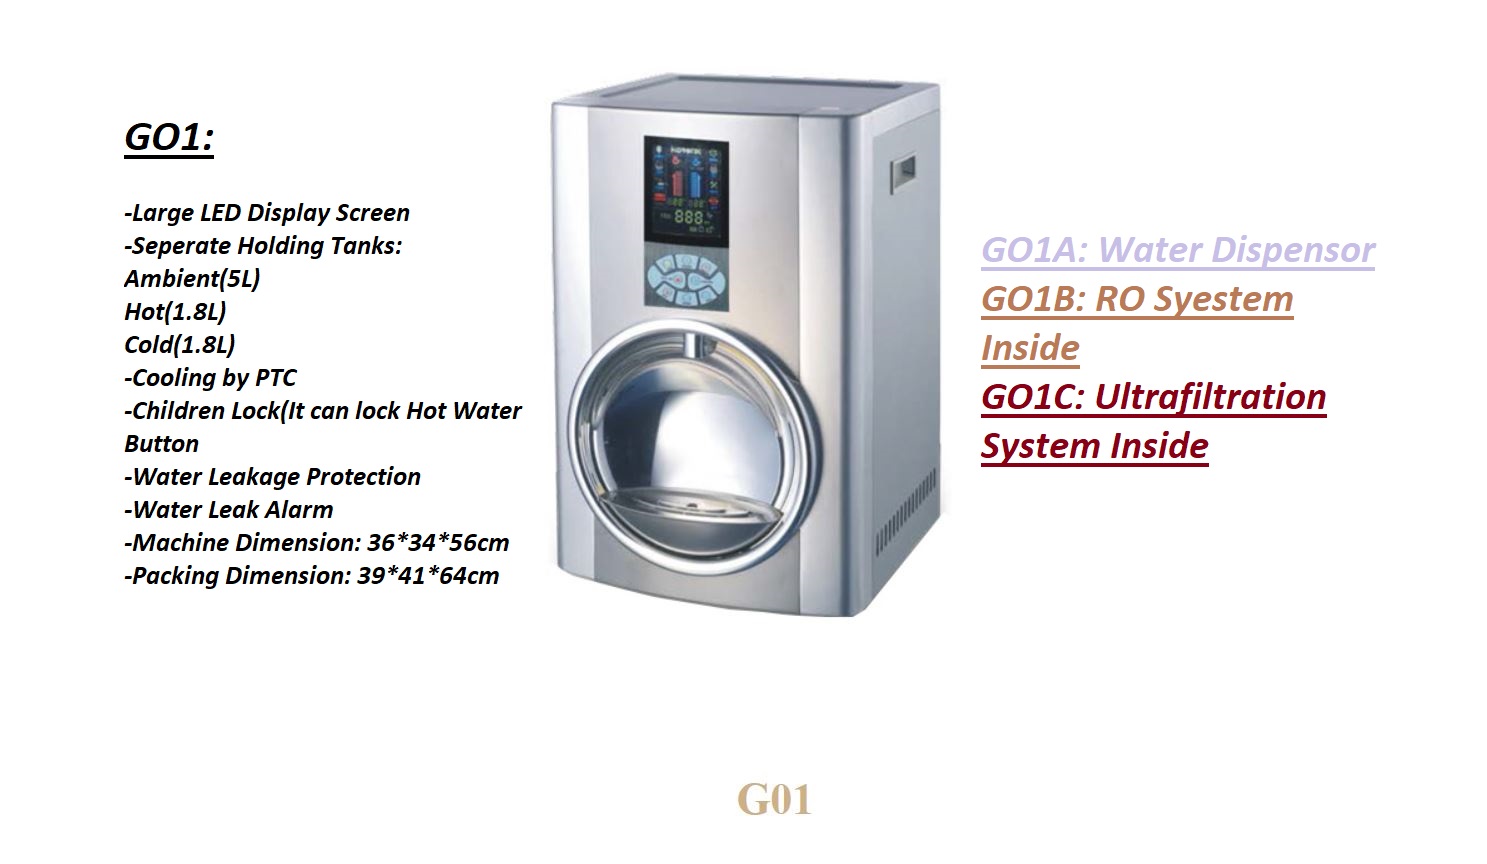 GO1:
-Large LED Display Screen
-Seperate Holding Tanks:
Ambient(5L)
Hot(1.8L)
Cold(1.8L)
-Cooling by PTC
-Children Lock(It can lock Hot Water
Button
-Water Leakage Protection
-Water Leak Alarm
-Machine Dimension: 36*34*56cm
-Packing Dimension: 39*41*64cm
888
GO1A: Water Dispensor
GO1B: RO Syestem
Inside
GO1C: Ultrafiltration
System Inside
G01